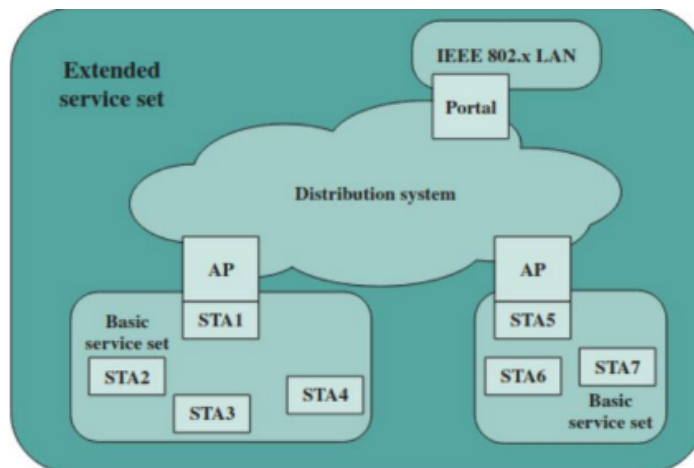 IEEE 802.x LAN
Extended
service set
Portal
Distribution system
AP
AP
STA1
STA5
Basic
service set
STA2
STA3
STA4
STA6
STA7
Basic
service set